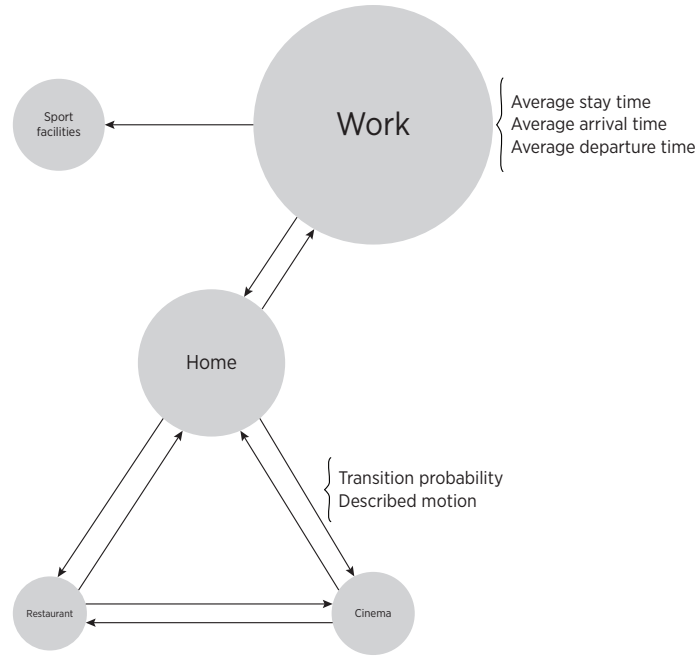 Work
Sport
facilities
Average stay time
Average arrival time
Average departure time
Home
Transition probability
Described motion
Restaurant
Cinema